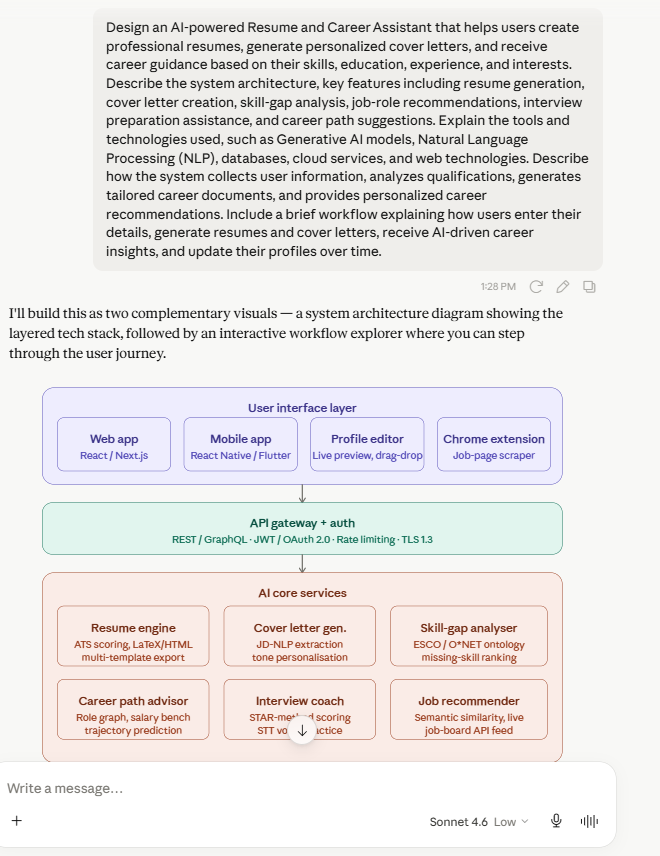 Design an AI-powered Resume and Career Assistant that helps users create
professional resumes, generate personalized cover letters, and receive
career guidance based on their skills, education, experience, and interests.
Describe the system architecture, key features including resume generation,
cover letter creation, skill-gap analysis, job-role recommendations, interview
preparation assistance, and career path suggestions. Explain the tools and
technologies used, such as Generative AI models, Natural Language
Processing (NLP), databases, cloud services, and web technologies. Describe
how the system collects user information, analyzes qualifications, generates
tailored career documents, and provides personalized career
recommendations. Include a brief workflow explaining how users enter their
details, generate resumes and cover letters, receive AI-driven career
insights, and update their profiles over time.
1:28 PM
I'll build this as two complementary visuals — a system architecture diagram showing the
layered tech stack, followed by an interactive workflow explorer where you can step
through the user journey.
User interface layer
Web app
React / Next.js
Mobile app
React Native / Flutter
Profile editor
Live preview, drag-drop
Chrome extension
Job-page scraper
API gateway + auth
REST / GraphQL · JWT / OAuth 2.0 · Rate limiting · TLS 1.3
AI core services
Resume engine
ATS scoring, LaTeX/HTML
multi-template export
Cover letter gen.
JD-NLP extraction
tone personalisation
Skill-gap analyser
ESCO / O*NET ontology
missing-skill ranking
Career path advisor
Role graph, salary bench
trajectory prediction
Interview coach
scoring
STT
Job recommender
Semantic similarity, live
job-board API feed
Write a message...
Sonnet 4.6 Low